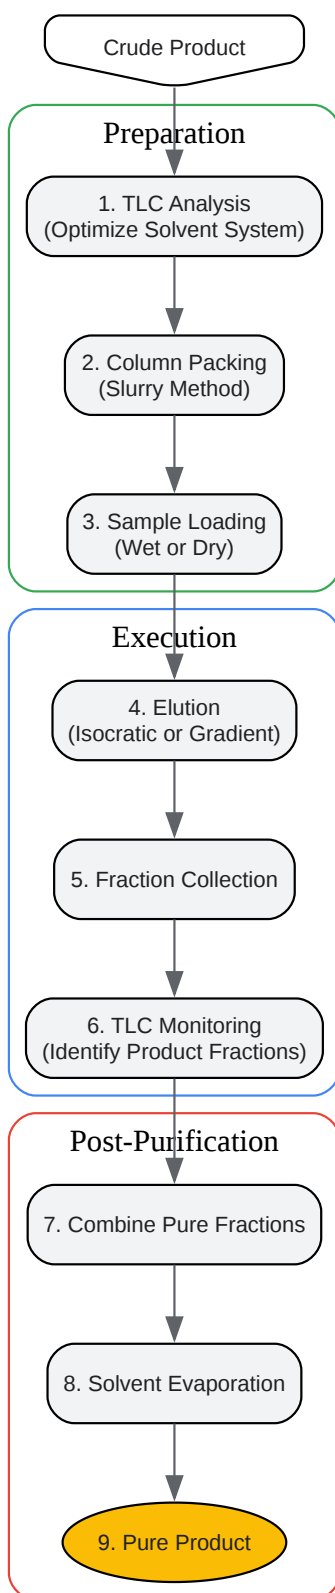 Crude Product
Preparation
1. TLC Analysis
(Optimize Solvent System)
2. Column Packing
(Slurry Method)
3. Sample Loading
(Wet or Dry)
Execution
4. Elution
(Isocratic or Gradient)
5. Fraction Collection
6. TLC Monitoring
(Identify Product Fractions)
Post-Purification
7. Combine Pure Fractions
8. Solvent Evaporation
9. Pure Product